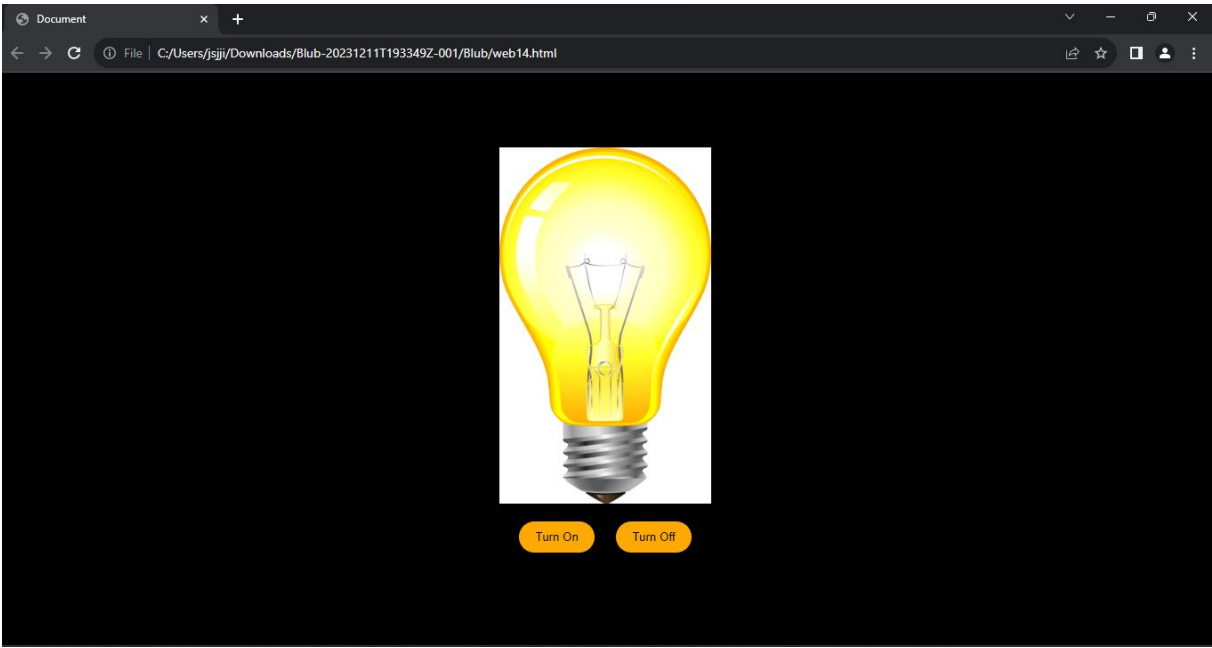 Document
File | C:/Users/jsjji/Downloads/Blub-20231211T193349Z-001/Blub/web14.html
Turn On Turn Off